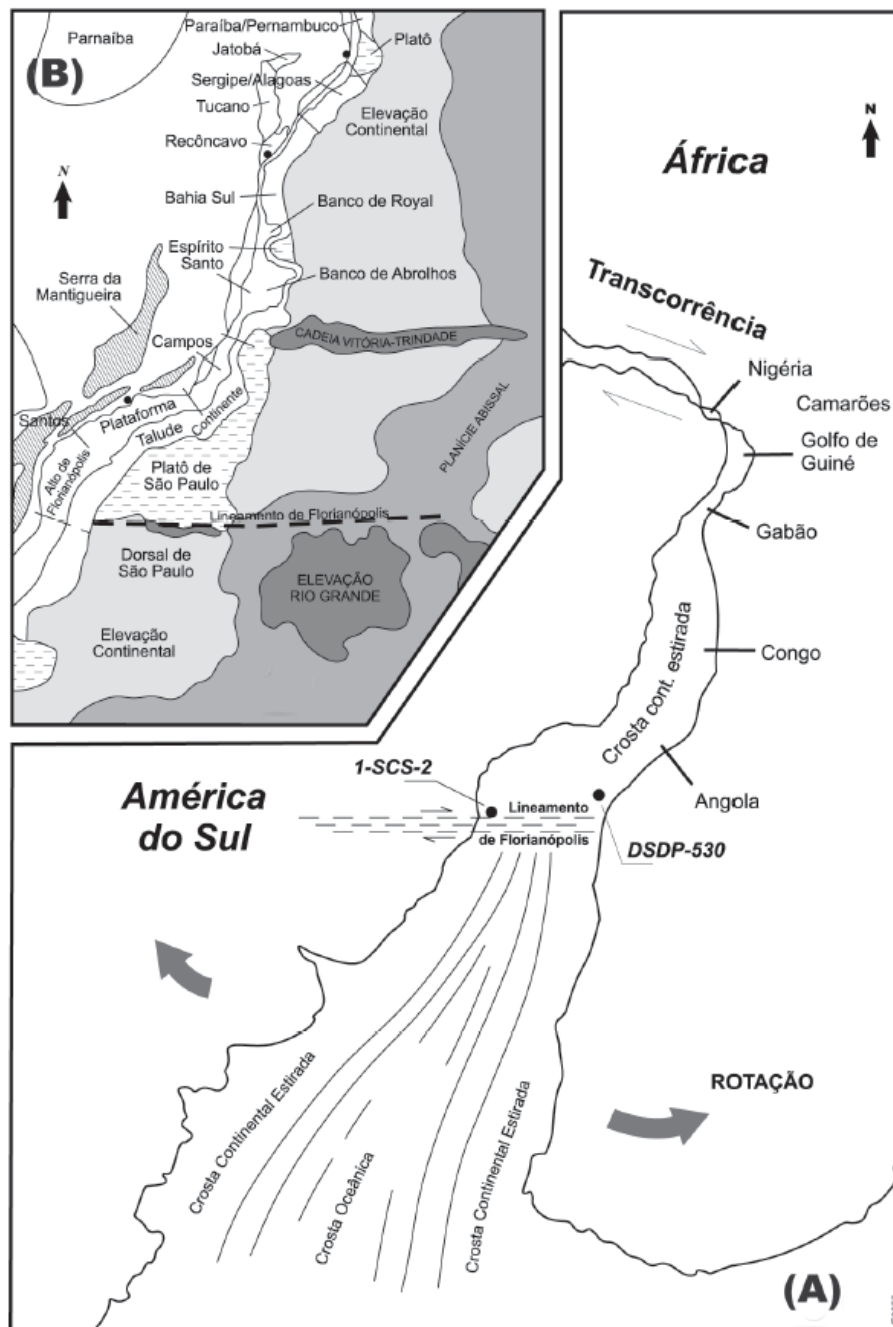 Paraíba/Pernambuco
Parnaíba
Jatobá
Platô
(B)
Sergipe/Alagoas
Tucano
Elevação
Continental
Recôncavo
N
Bahia Sul
Banco de Royal
Espírito
Santo
Banco de Abrolhos
Serra da
Mantigueira
CADEIA VITÓRIA-TRINDADE
Campos
Santos
Plataforma
Talude
Continente
Alto de
Florianópolis
Platô de
São Paulo
PLANÍCIE ABISSAL
Lineamento de Florianópolis
Dorsal de
São Paulo
ELEVAÇÃO
RIO GRANDE
Elevação
Continental
N
África
Transcorrência
Nigéria
Camarões
Golfo de
Guiné
Gabão
Crosta cont. estirada
Congo
Angola
1-SCS-2
América
do Sul
Lineamento
de Florianópolis
DSDP-530
ROTAÇÃO
Crosta Continental Estirada
Crosta Oceânica
Crosta Continental Estirada
(A)